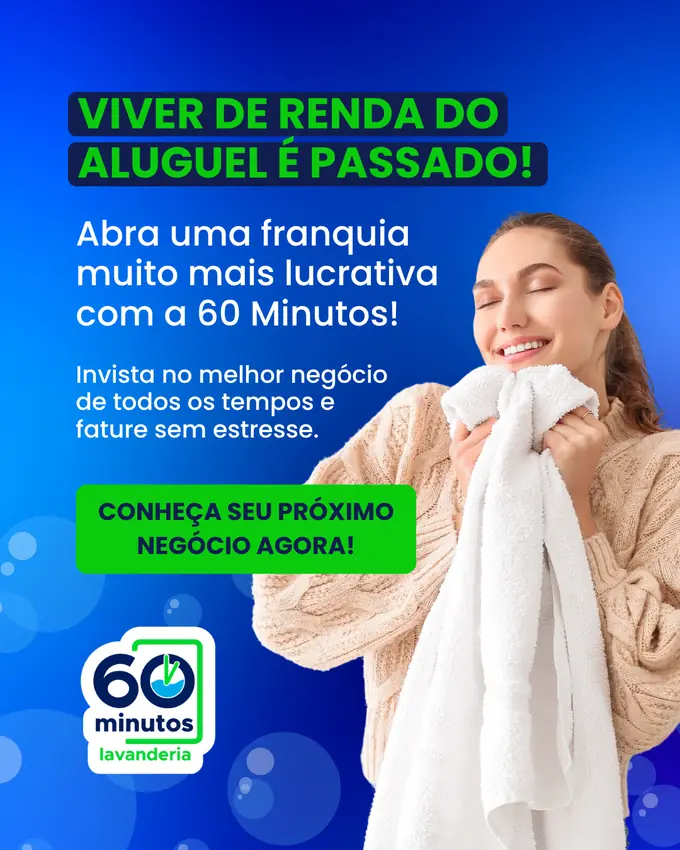 VIVER DE RENDA DO
ALUGUEL É PASSADO!
Abra uma franquia
muito mais lucrativa
com a 60 Minutos!
Invista no melhor negócio
de todos os tempos e
fature sem estresse.
CONHEÇA SEU PRÓXIMO
NEGÓCIO AGORA!
60
minutos
lavanderia